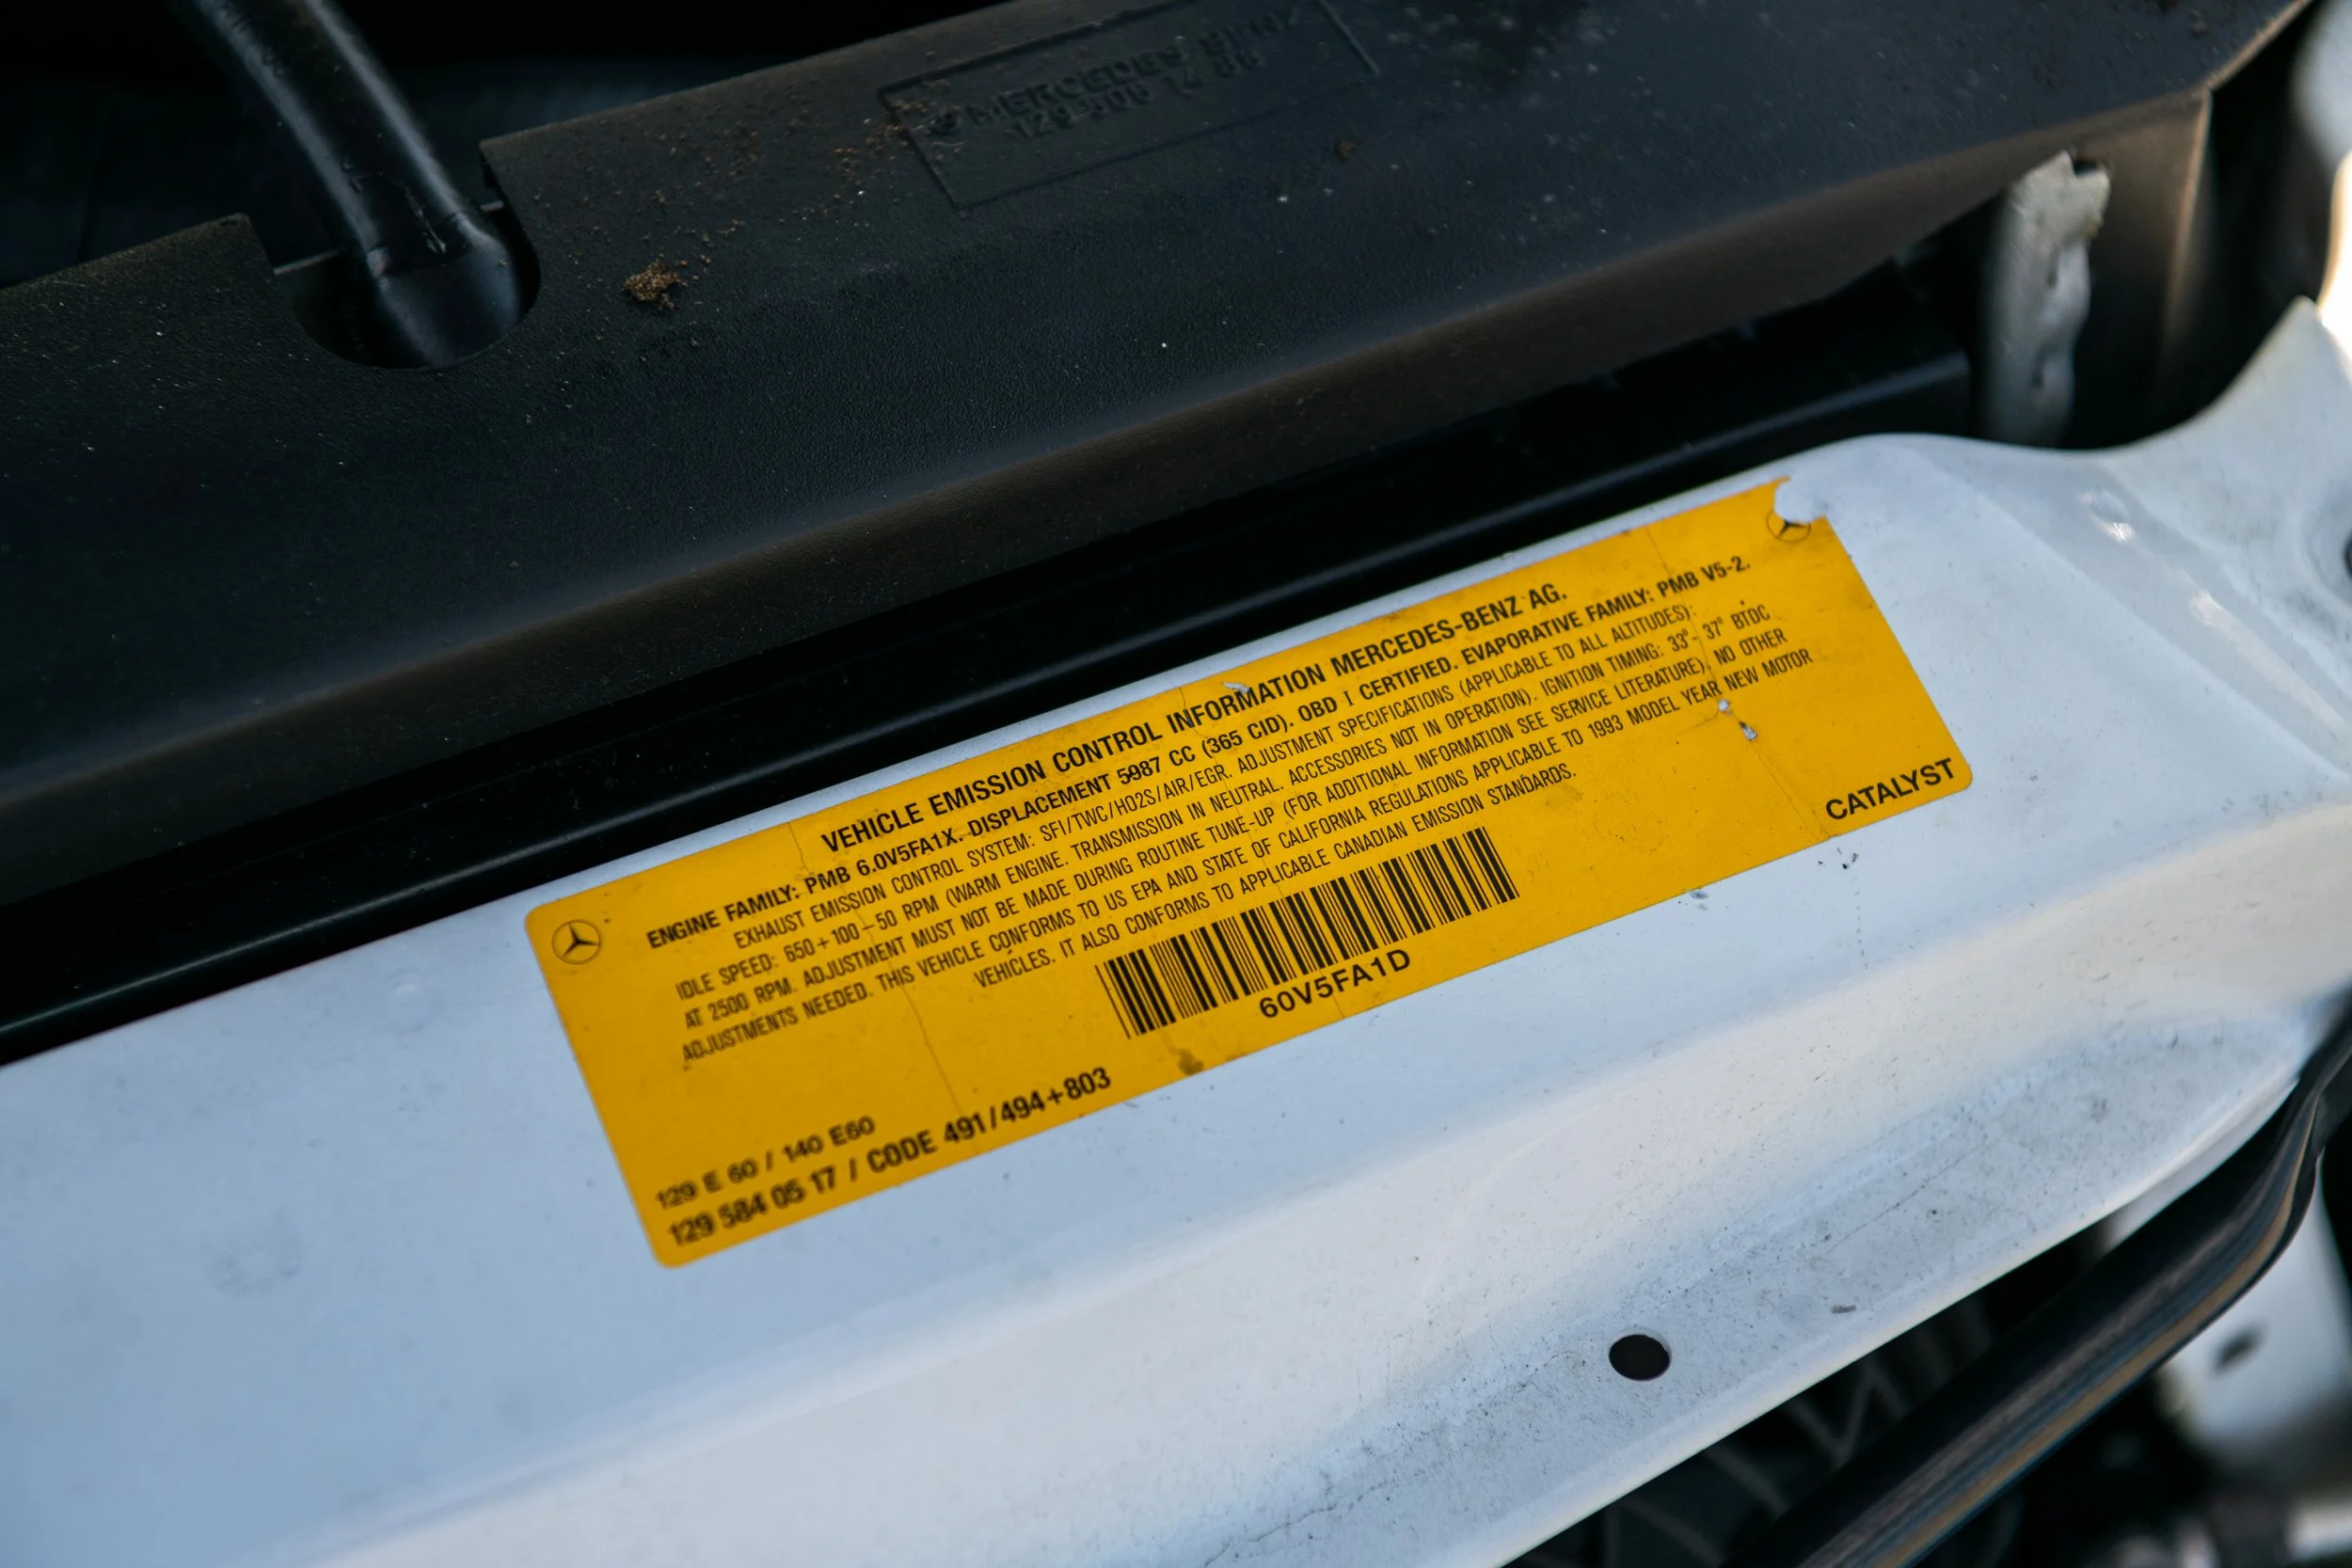 MERCEDES-BENZ
VEHICLE EMISSION CONTROL INFORMATION MERCEDES-BENZ AG.
ENGINE FAMILY: PMB 6.0V5FA1X. DISPLACEMENT 5987 CC (365 CID). OBD I CERTIFIED. EVAPORATIVE FAMILY: PMB V5-2.
EXHAUST EMISSION CONTROL SYSTEM: SFI/TWC/HO2S/AIR/EGR. ADJUSTMENT SPECIFICATIONS (APPLICABLE TO ALL ALTITUDES):
IDLE SPEED: 650+100-50 RPM (WARM ENGINE. TRANSMISSION IN NEUTRAL. ACCESSORIES NOT IN OPERATION). IGNITION TIMING: 33°- 37° BTDC
AT 2500 RPM. ADJUSTMENT MUST NOT BE MADE DURING ROUTINE TUNE-UP (FOR ADDITIONAL INFORMATION SEE SERVICE LITERATURE). NO OTHER
ADJUSTMENTS NEEDED. THIS VEHICLE CONFORMS TO US EPA AND STATE OF CALIFORNIA REGULATIONS APPLICABLE TO 1993 MODEL YEAR NEW MOTOR
VEHICLES. IT ALSO CONFORMS TO APPLICABLE CANADIAN EMISSION STANDARDS.
60V5FA1D
CATALYST
129 E 60 / 140 E60
129 584 05 17 / CODE 491/494+803